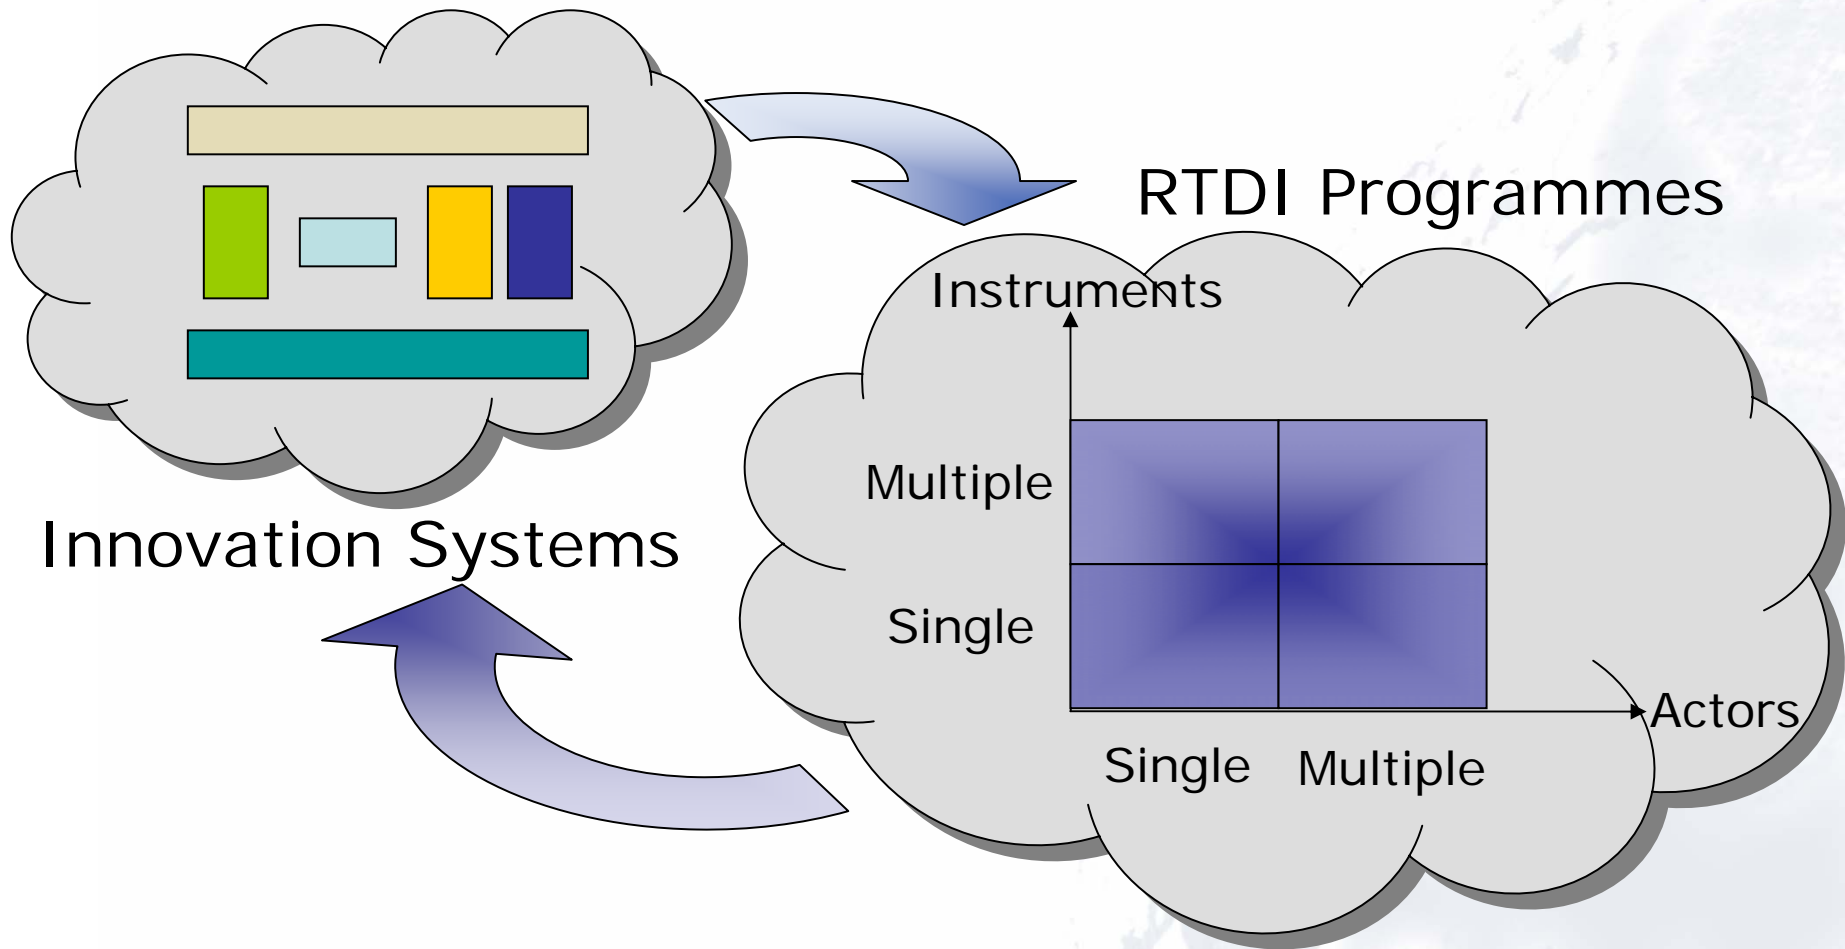 RTDI Programmes
Instruments
Multiple
Innovation Systems
Single
Actors
Single Multiple